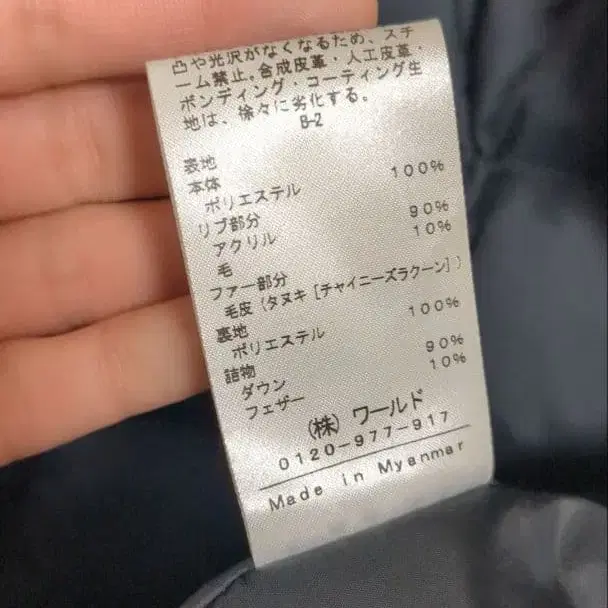 凸や光沢がなくなるため、スチ
ーム禁止。合成皮革・人工皮革・
ボンディング・コーティング生
地は、徐々に劣化する。
B-2
表地
本体
ポリエステル 100%
リブ部分
アクリル 90%
毛 10%
ファー部分
毛皮(タヌキ[チャイニーズラクーン])
裏地
ポリエステル 100%
詰物
ダウン 90%
フェザー 10%
(株) ワールド
0120-977-917
Made in Myanmar